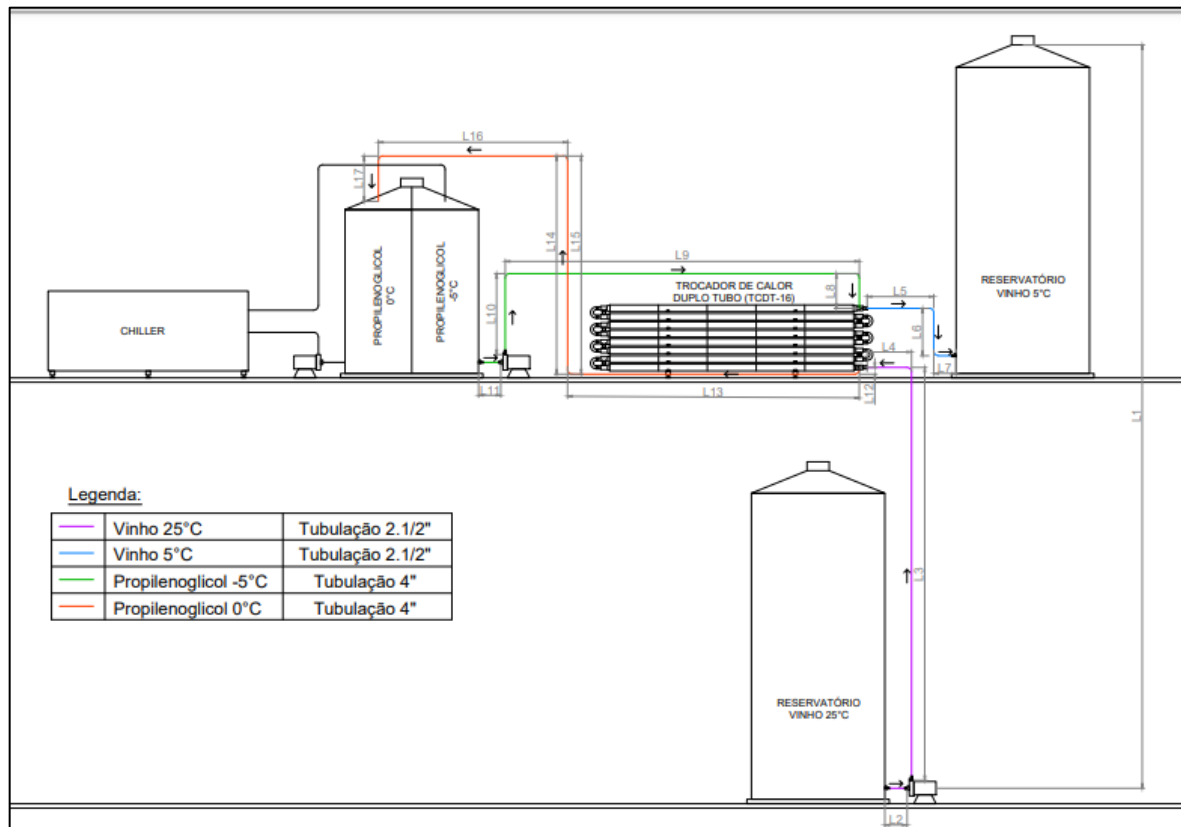 L16
L17
L14
L15
L9
L10
L8
L5
L6
L4
L7
L11
L13
L12
L1
L3
L2
CHILLER
PROPILENOGLICOL
0°C
PROPILENOGLICOL
-5°C
TROCADOR DE CALOR
DUPLO TUBO (TCDT-16)
RESERVATÓRIO
VINHO 5°C
RESERVATÓRIO
VINHO 25°C
Legenda:
Vinho 25°C Tubulação 2.1/2"
Vinho 5°C Tubulação 2.1/2"
Propilenoglicol -5°C Tubulação 4"
Propilenoglicol 0°C Tubulação 4"